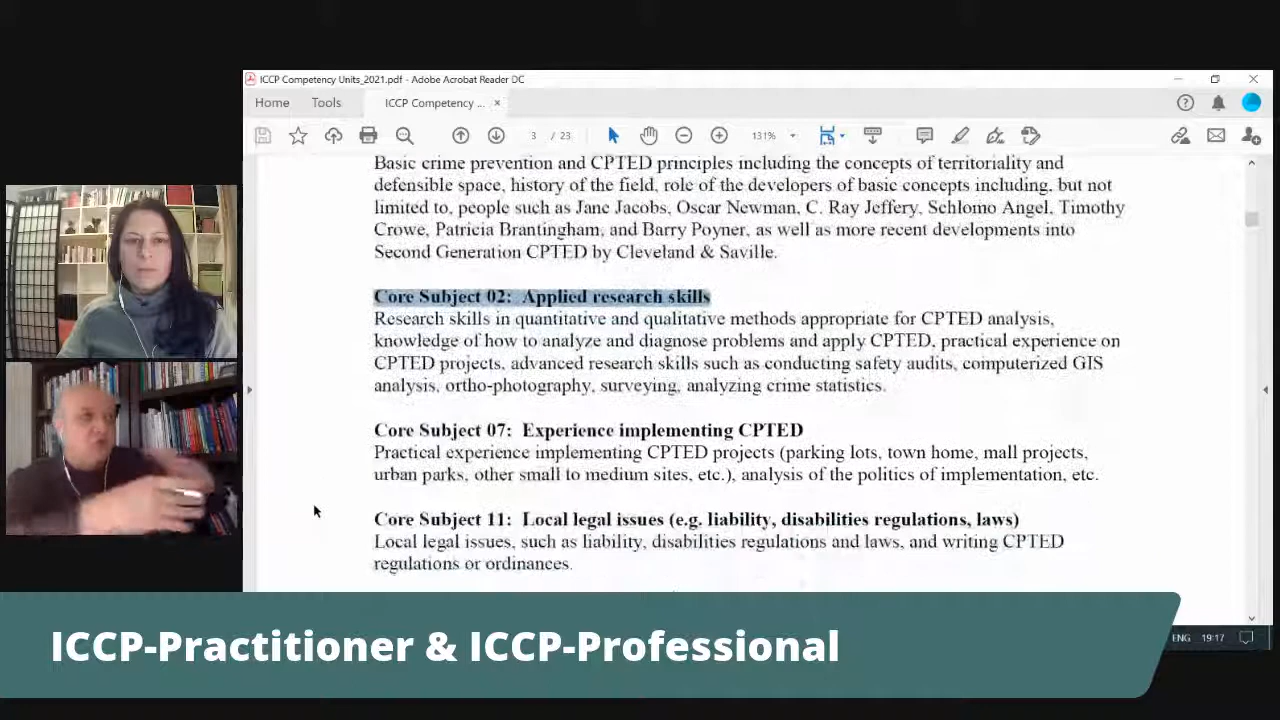 ICCP Competency Units_2021.pdf - Adobe Acrobat Reader DC
Home Tools ICCP Competency ... ×
3 / 23 131%
Basic crime prevention and CPTED principles including the concepts of territoriality and
defensible space, history of the field, role of the developers of basic concepts including, but not
limited to, people such as Jane Jacobs, Oscar Newman, C. Ray Jeffery, Schlomo Angel, Timothy
Crowe, Patricia Brantingham, and Barry Poyner, as well as more recent developments into
Second Generation CPTED by Cleveland & Saville.
Core Subject 02: Applied research skills
Research skills in quantitative and qualitative methods appropriate for CPTED analysis,
knowledge of how to analyze and diagnose problems and apply CPTED, practical experience on
CPTED projects, advanced research skills such as conducting safety audits, computerized GIS
analysis, ortho-photography, surveying, analyzing crime statistics.
Core Subject 07: Experience implementing CPTED
Practical experience implementing CPTED projects (parking lots, town home, mall projects,
urban parks, other small to medium sites, etc.), analysis of the politics of implementation, etc.
Core Subject 11: Local legal issues (e.g. liability, disabilities regulations, laws)
Local legal issues, such as liability, disabilities regulations and laws, and writing CPTED
regulations or ordinances.
ENG 19:17
ICCP-Practitioner & ICCP-Professional